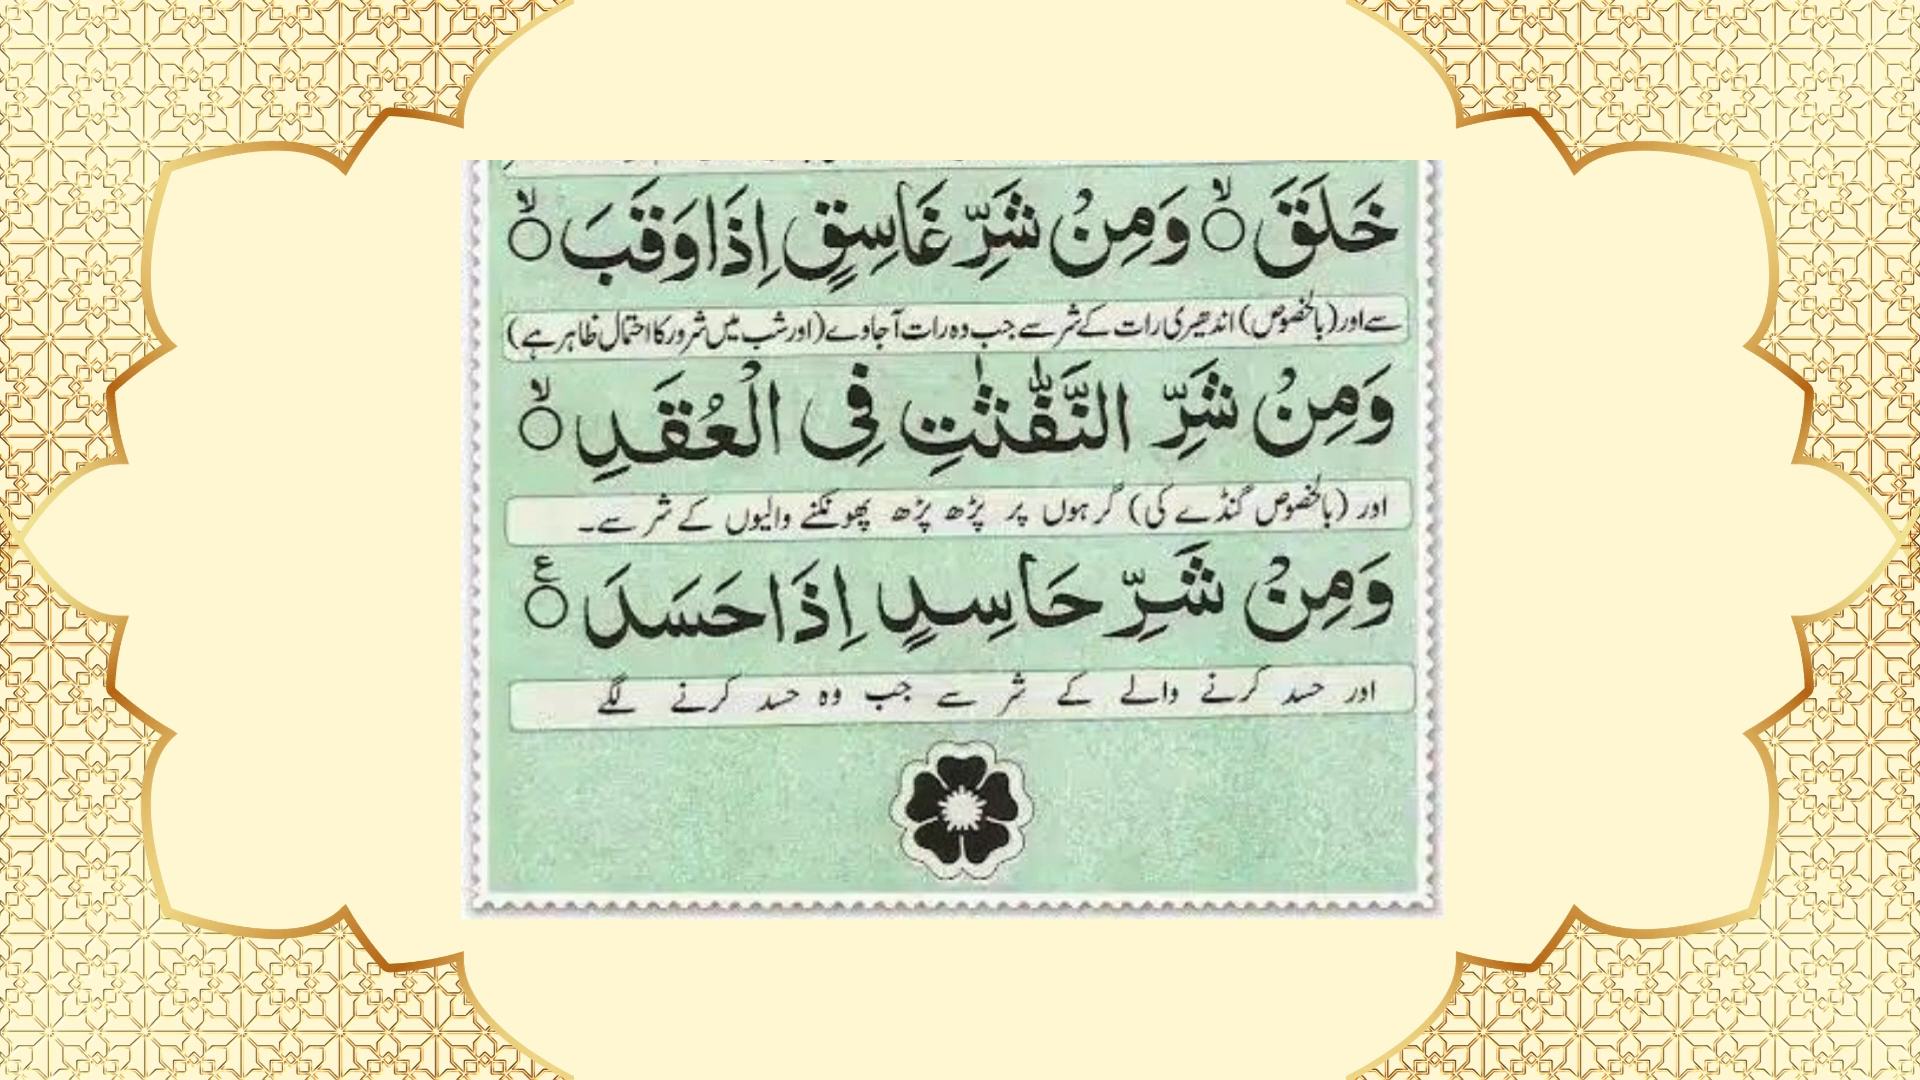 خَلَقَ ۙ وَمِنْ شَرِّ غَاسِقٍ اِذَا وَقَبَ ۙ
سے اور (بالخصوص) اندھیری رات کے شر سے جب وہ رات آجاوے (اور شب میں شرور کا احتمال ظاہر ہے)
وَمِنْ شَرِّ النَّفّٰثٰتِ فِی الْعُقَدِ ۙ
اور (بالخصوص گنڈے کی) گرہوں پر پڑھ پڑھ پھونکنے والیوں کے شر سے۔
وَمِنْ شَرِّ حَاسِدٍ اِذَا حَسَدَ ع
اور حسد کرنے والے کے شر سے جب وہ حسد کرنے لگے